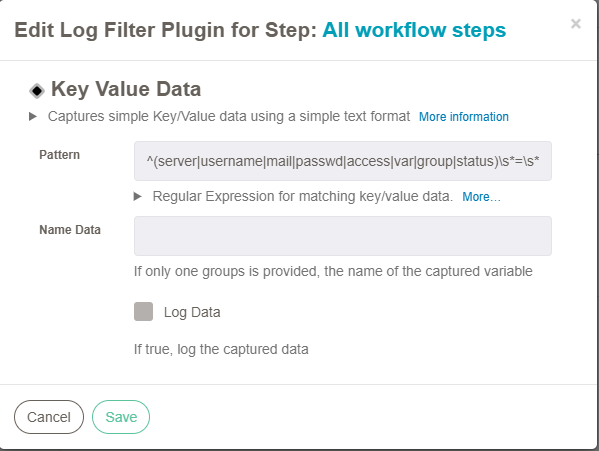 Edit Log Filter Plugin for Step: All workflow steps
×
Key Value Data
Captures simple Key/Value data using a simple text format More information
Pattern
^(server|username|mail|passwd|access|var|group|status)\s*=\s*
Regular Expression for matching key/value data. More...
Name Data
If only one groups is provided, the name of the captured variable
Log Data
If true, log the captured data
Cancel
Save